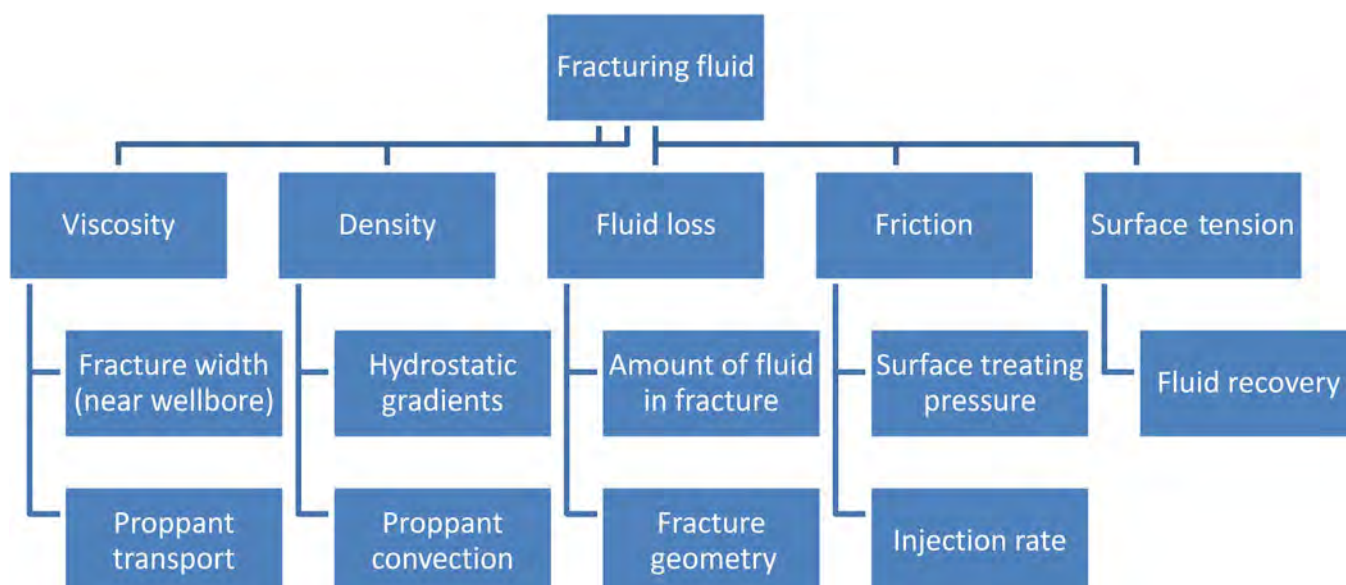 Fracturing fluid
Viscosity
Density
Fluid loss
Friction
Surface tension
Fracture width
(near wellbore)
Hydrostatic
gradients
Amount of fluid
in fracture
Surface treating
pressure
Fluid recovery
Proppant
transport
Proppant
convection
Fracture
geometry
Injection rate